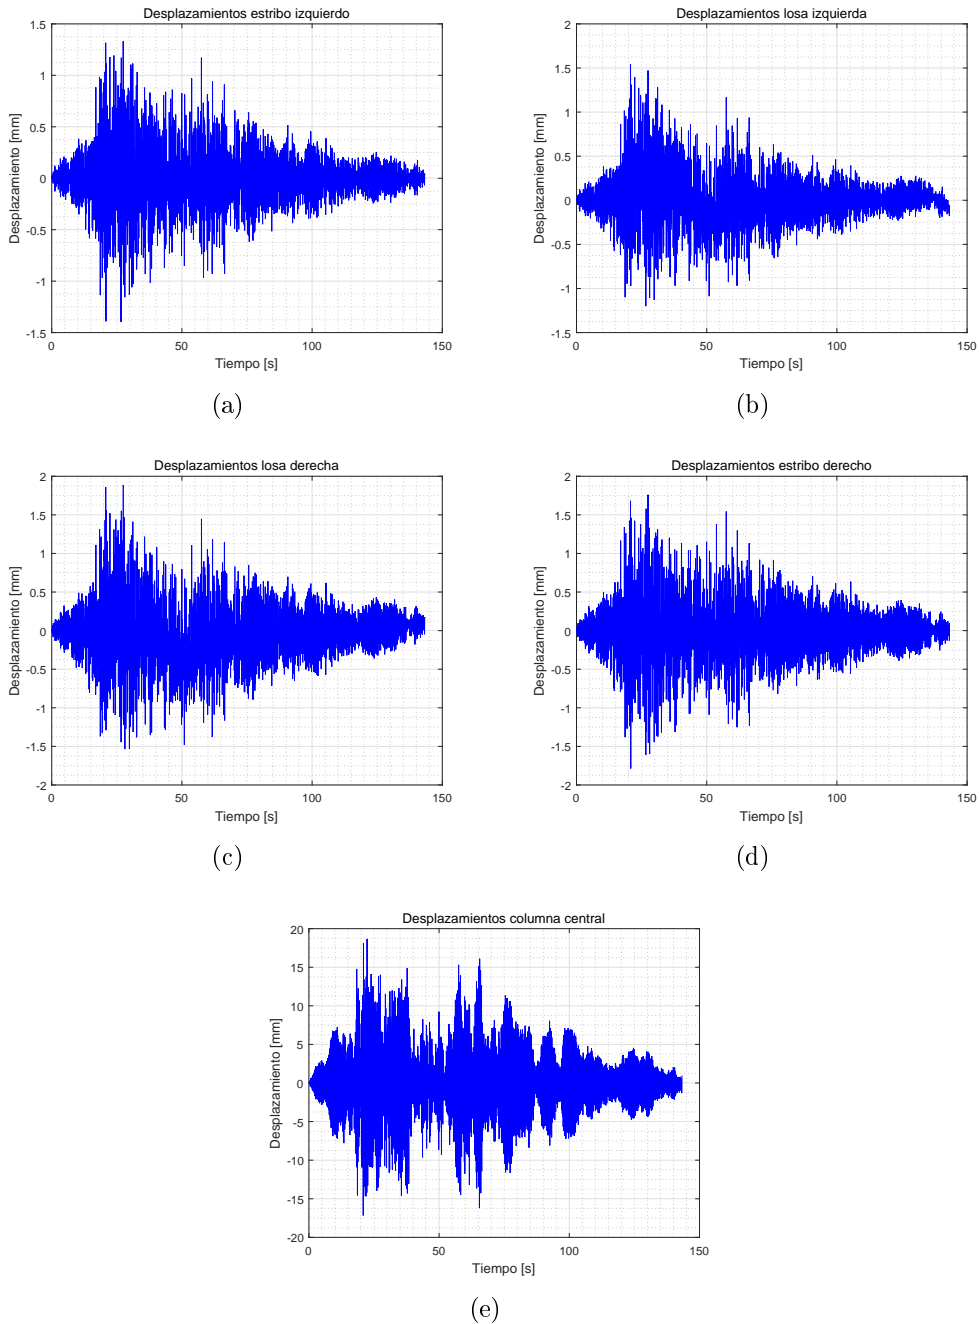 Desplazamientos estribo izquierdo
1.5
1
0.5
0
-0.5
-1
-1.5
Desplazamiento [mm]
0 50 100 150
Tiempo [s]
(a)
Desplazamientos losa izquierda
2
1.5
1
0.5
0
-0.5
-1
-1.5
Desplazamiento [mm]
0 50 100 150
Tiempo [s]
(b)
Desplazamientos losa derecha
2
1.5
1
0.5
0
-0.5
-1
-1.5
-2
Desplazamiento [mm]
0 50 100 150
Tiempo [s]
(c)
Desplazamientos estribo derecho
2
1.5
1
0.5
0
-0.5
-1
-1.5
-2
Desplazamiento [mm]
0 50 100 150
Tiempo [s]
(d)
Desplazamientos columna central
20
15
10
5
0
-5
-10
-15
-20
Desplazamiento [mm]
0 50 100 150
Tiempo [s]
(e)